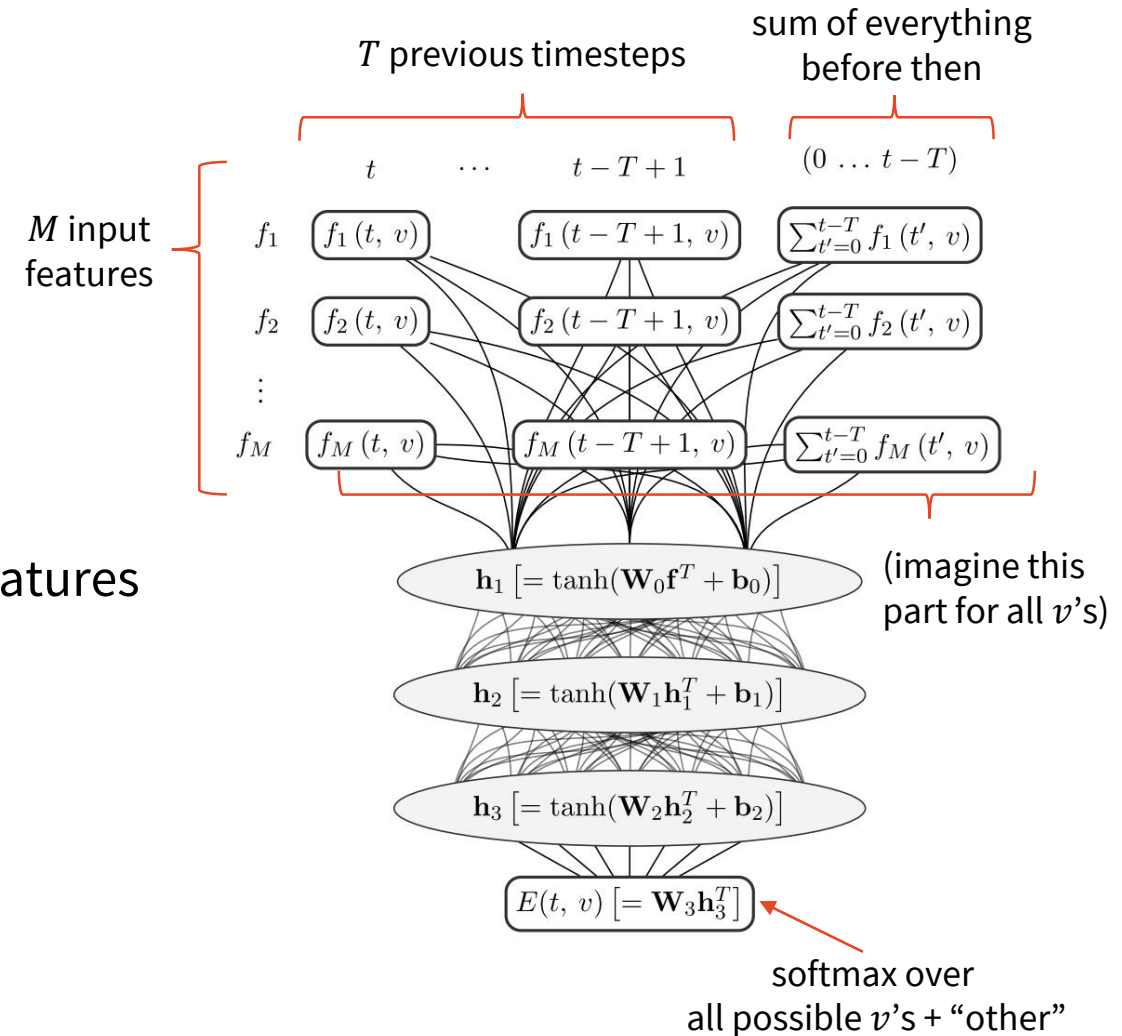 sum of everything
before then
T previous timesteps
t ⋯ t − T + 1 (0 … t − T)
M input
features
f₁ f₁(t, v) f₁(t − T + 1, v) ∑_{t′=0}^{t−T} f₁(t′, v)
f₂ f₂(t, v) f₂(t − T + 1, v) ∑_{t′=0}^{t−T} f₂(t′, v)
⋮
f_M f_M(t, v) f_M(t − T + 1, v) ∑_{t′=0}^{t−T} f_M(t′, v)
atures
(imagine this
part for all v's)
h₁ [= tanh(W₀f^T + b₀)]
h₂ [= tanh(W₁h₁^T + b₁)]
h₃ [= tanh(W₂h₂^T + b₂)]
E(t, v) [= W₃h₃^T]
softmax over
all possible v's + “other”